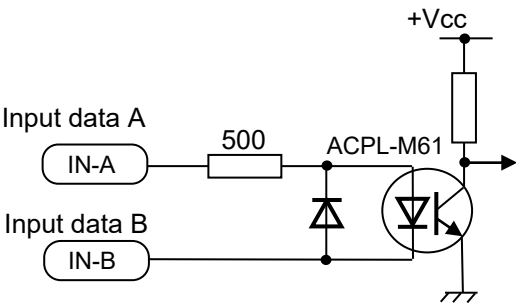 +Vcc
Input data A
500
ACPL-M61
IN-A
Input data B
IN-B